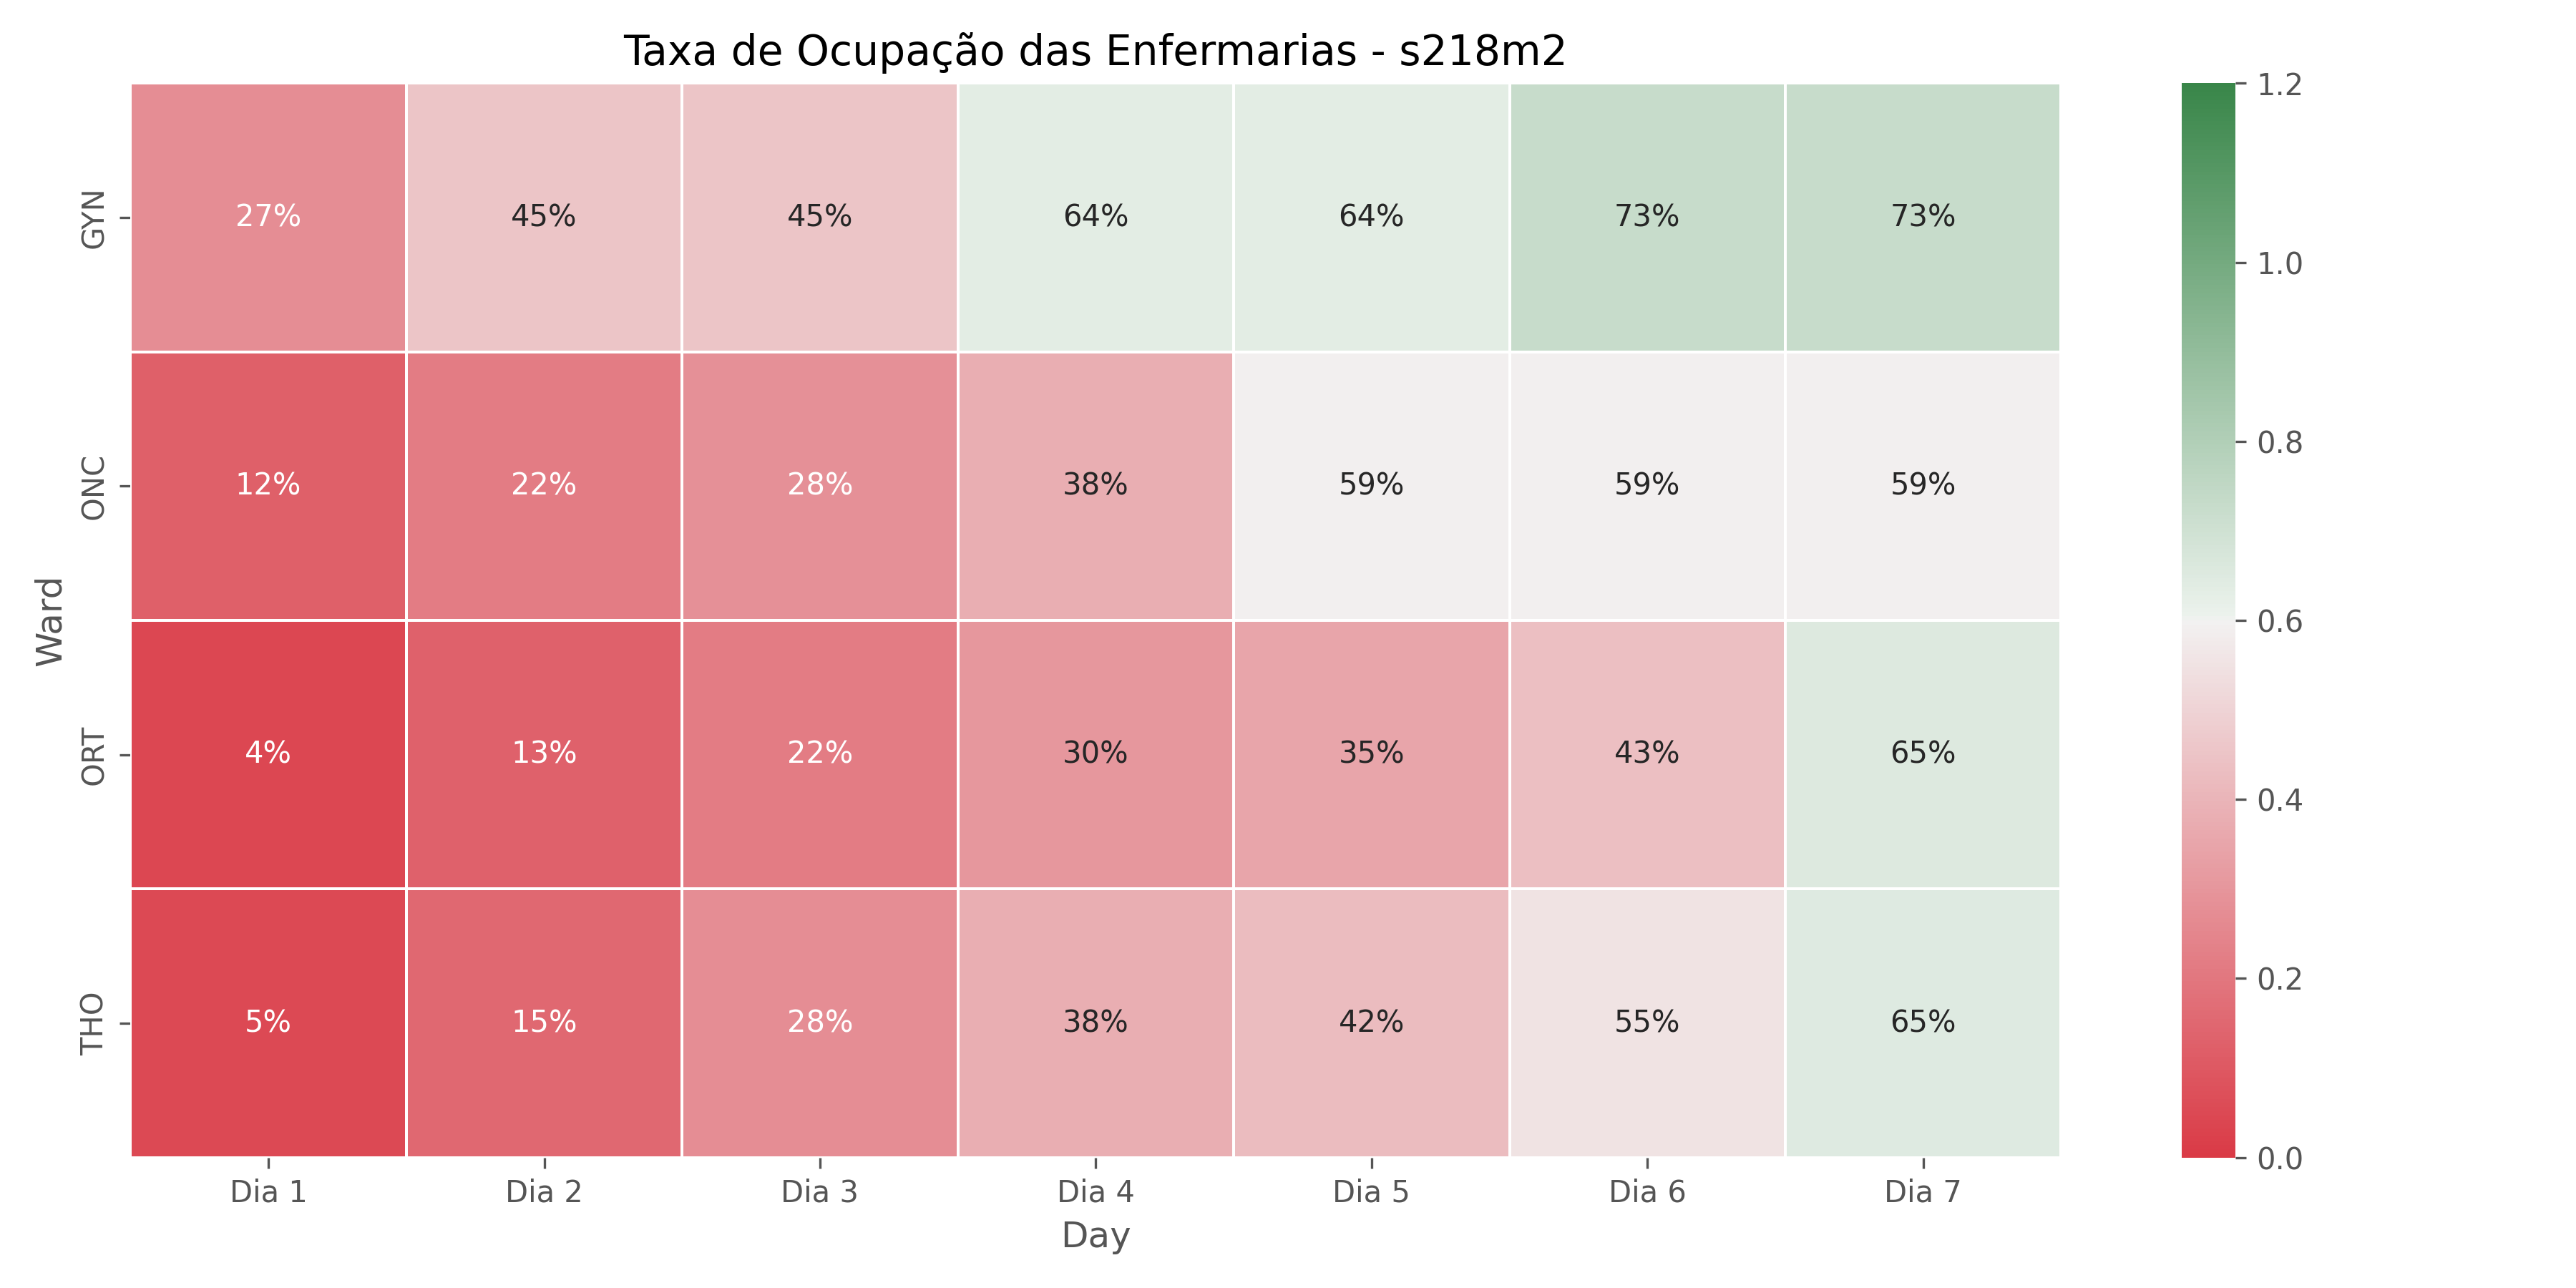 Taxa de Ocupação das Enfermarias - s218m2
GYN 27% 45% 45% 64% 64% 73% 73%
ONC 12% 22% 28% 38% 59% 59% 59%
ORT 4% 13% 22% 30% 35% 43% 65%
THO 5% 15% 28% 38% 42% 55% 65%
Ward
Dia 1 Dia 2 Dia 3 Dia 4 Dia 5 Dia 6 Dia 7
Day
1.2
1.0
0.8
0.6
0.4
0.2
0.0